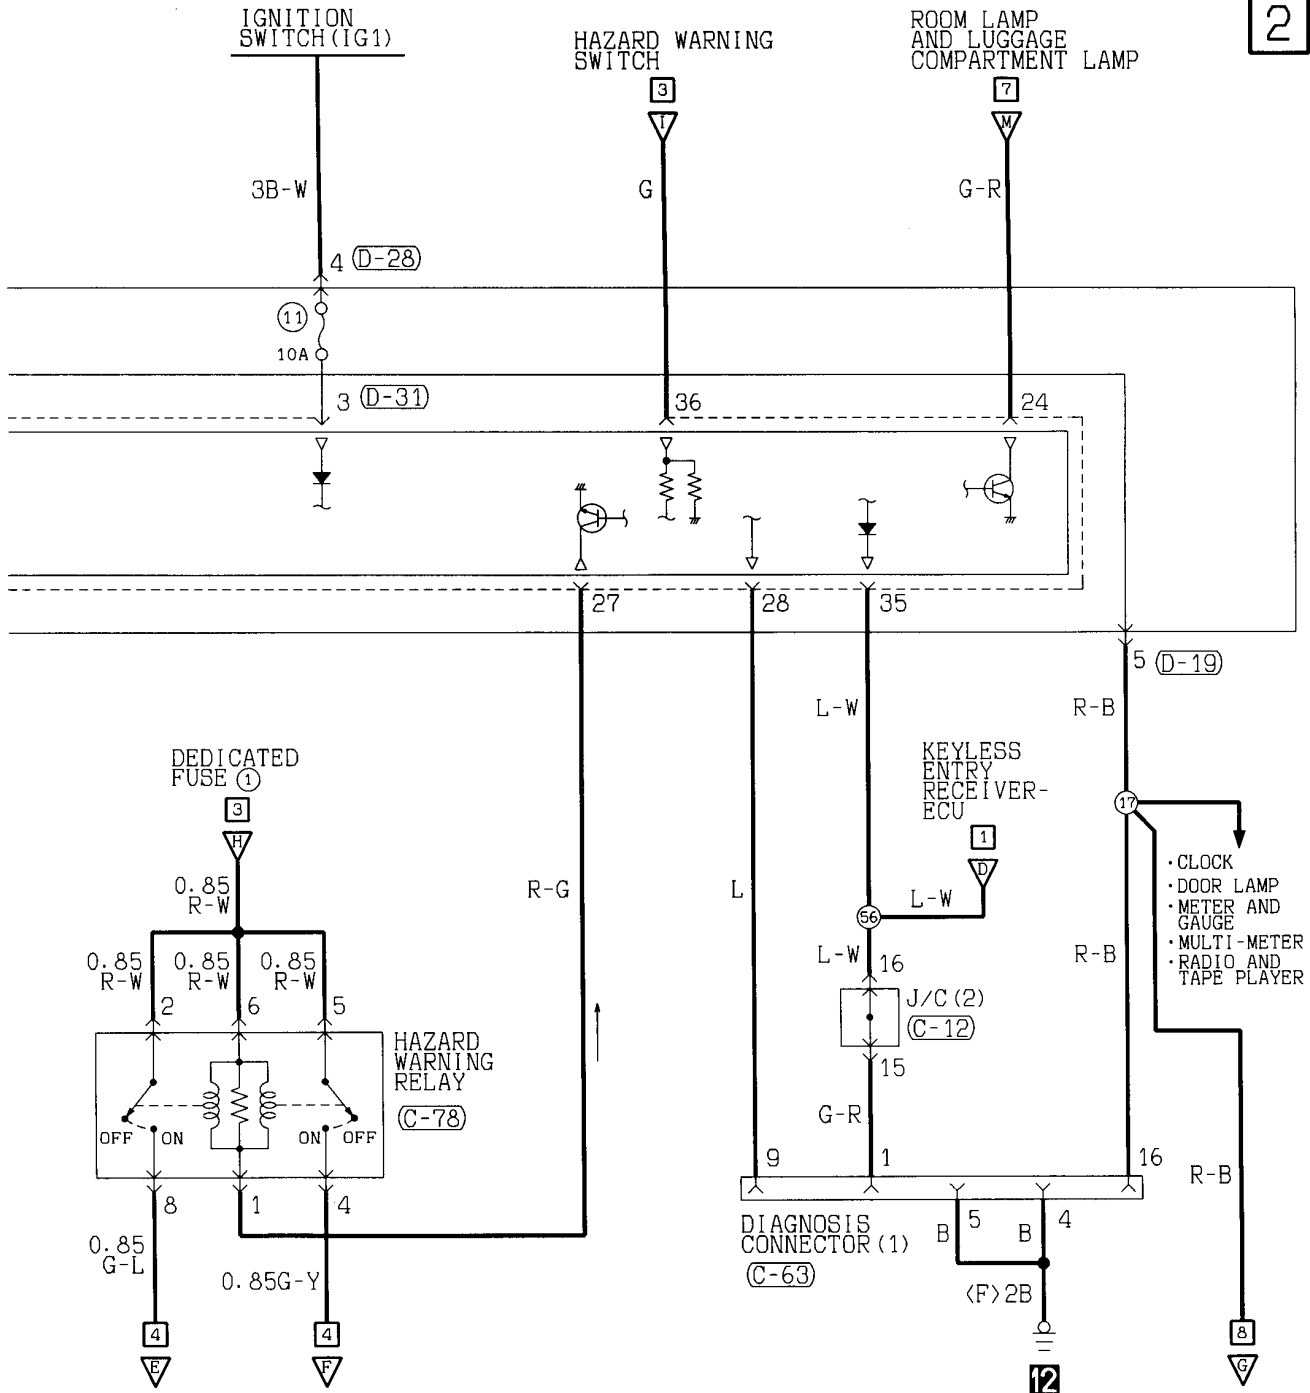 2
IGNITION
SWITCH(IG1)
HAZARD WARNING
SWITCH
3
I
ROOM LAMP
AND LUGGAGE
COMPARTMENT LAMP
7
M
3B-W
G
G-R
4 (D-28)
11
10A
3 (D-31)
36
24
27
28
35
5 (D-19)
L-W
R-B
DEDICATED
FUSE ①
3
H
KEYLESS
ENTRY
RECEIVER-
ECU
1
D
17
0.85
R-W
R-G
L
L-W
56
· CLOCK
· DOOR LAMP
· METER AND
GAUGE
· MULTI-METER
· RADIO AND
TAPE PLAYER
0.85
R-W
0.85
R-W
0.85
R-W
L-W
16
R-B
2
6
5
J/C(2)
(C-12)
15
HAZARD
WARNING
RELAY
(C-78)
OFF
ON
ON
OFF
G-R
9
1
16
R-B
8
1
4
DIAGNOSIS
CONNECTOR(1)
(C-63)
B
5
B
4
0.85
G-L
0.85G-Y
<F>2B
4
E
4
F
12
8
G